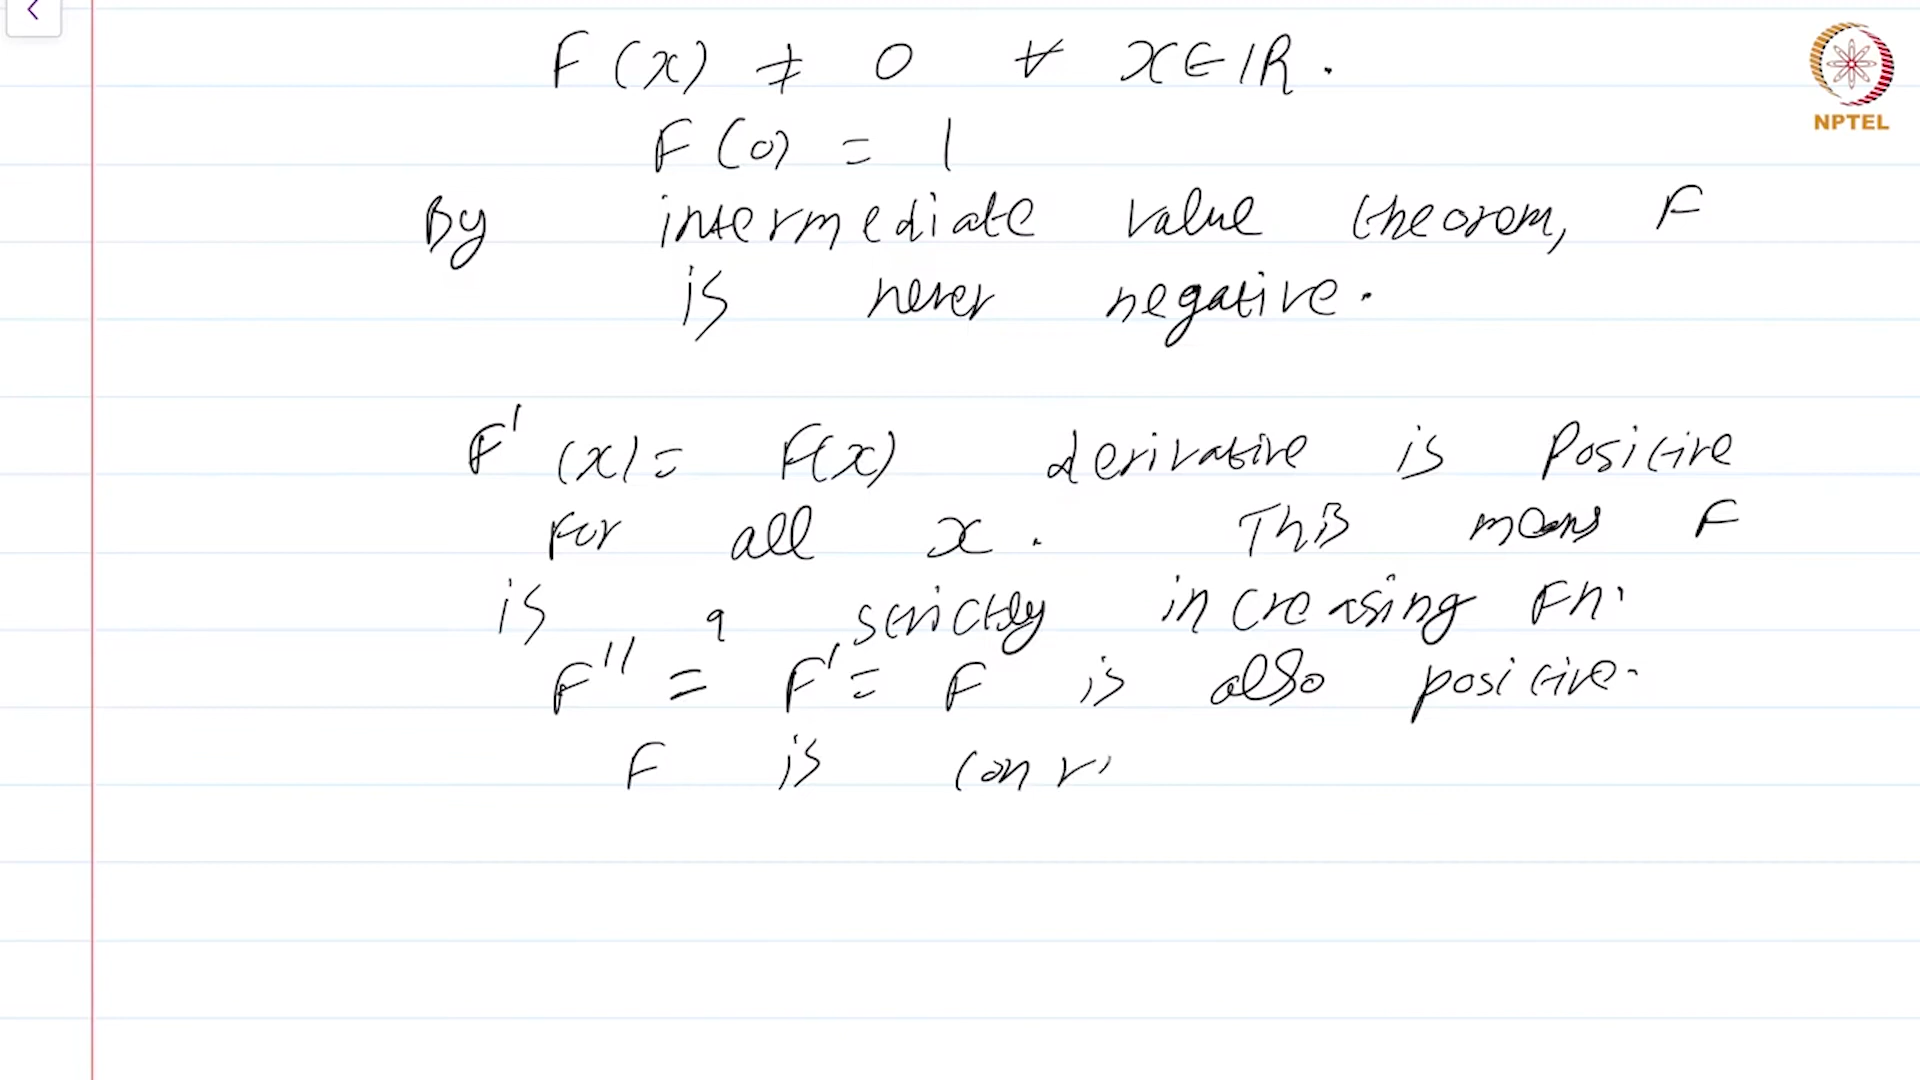 F(x) ≠ 0 ∀ x ∈ ℝ.
NPTEL
F(0) = 1
By intermediate value theorem, F
is never negative.
F'(x) = F(x) derivative is Positive
for all x. This means F
is a strictly increasing Fn.
F'' = F' = F is also positive.
F is conv